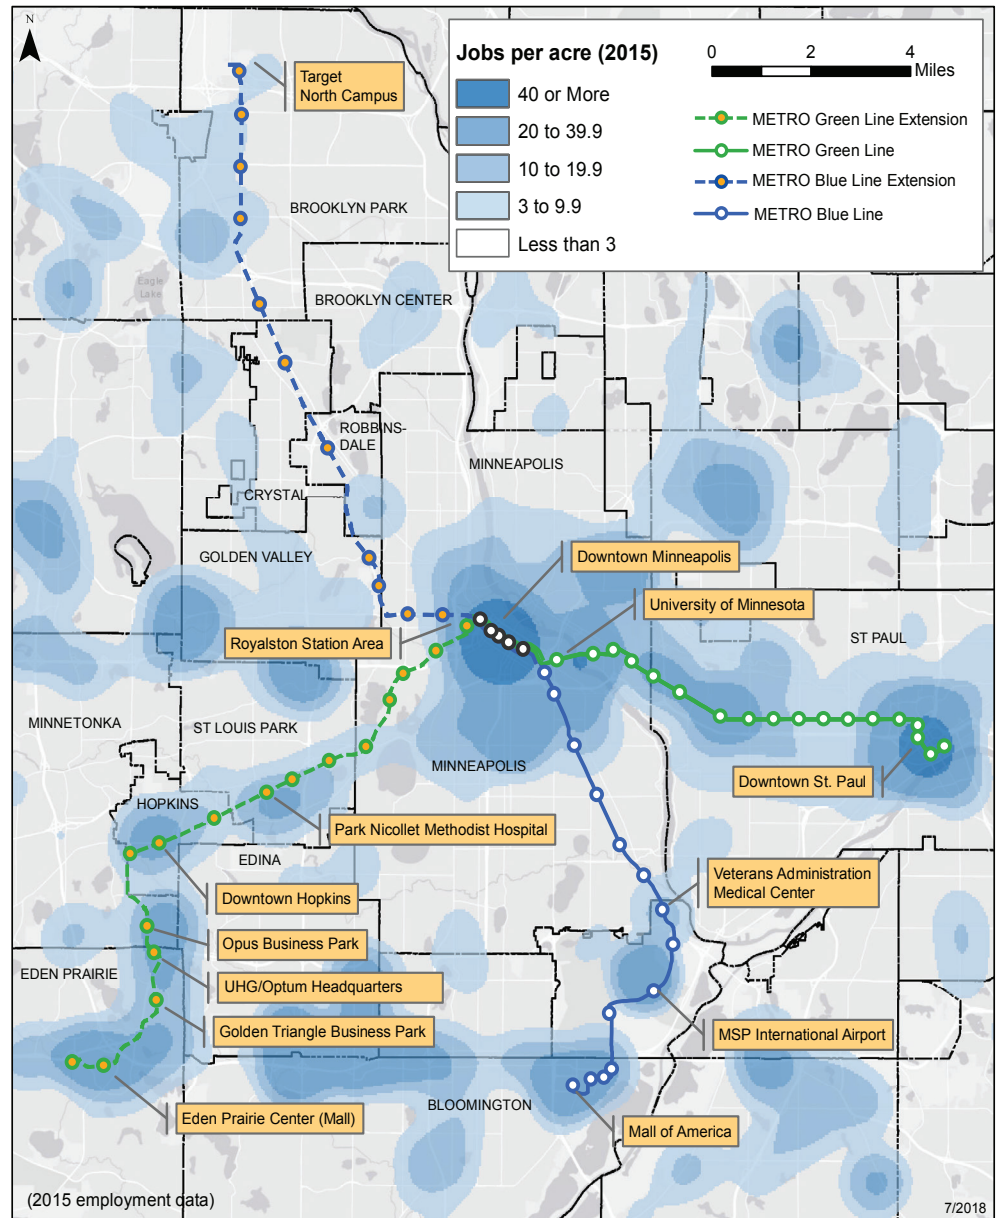 N
Jobs per acre (2015)
40 or More
20 to 39.9
10 to 19.9
3 to 9.9
Less than 3
0 2 4
Miles
METRO Green Line Extension
METRO Green Line
METRO Blue Line Extension
METRO Blue Line
Target
North Campus
BROOKLYN PARK
Eagle
Lake
BROOKLYN CENTER
ROBBINS-
DALE
MINNEAPOLIS
CRYSTAL
GOLDEN VALLEY
Downtown Minneapolis
University of Minnesota
Royalston Station Area
ST PAUL
MINNETONKA
ST LOUIS PARK
MINNEAPOLIS
Downtown St. Paul
HOPKINS
Park Nicollet Methodist Hospital
EDINA
Veterans Administration
Medical Center
Downtown Hopkins
Opus Business Park
EDEN PRAIRIE
UHG/Optum Headquarters
Golden Triangle Business Park
MSP International Airport
Eden Prairie Center (Mall)
BLOOMINGTON
Mall of America
(2015 employment data)
7/2018